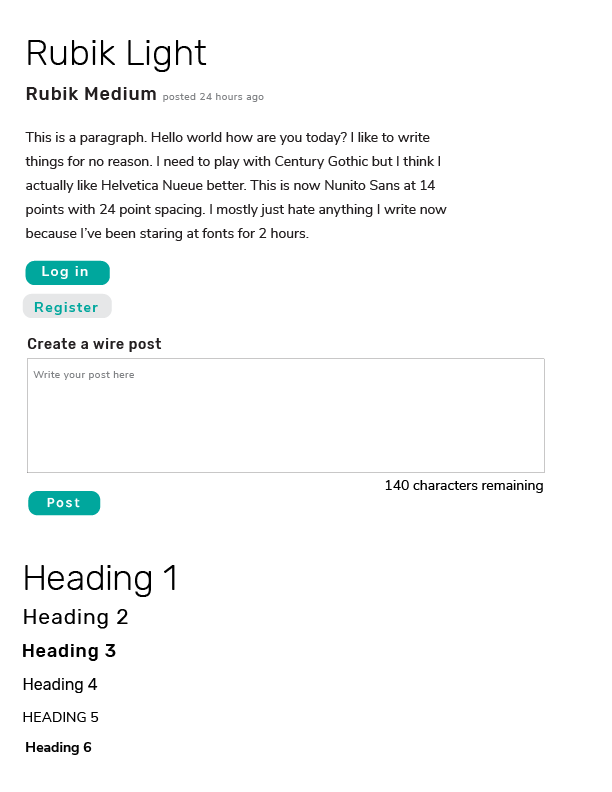 Rubik Light
Rubik Medium posted 24 hours ago
This is a paragraph. Hello world how are you today? I like to write
things for no reason. I need to play with Century Gothic but I think I
actually like Helvetica Nueue better. This is now Nunito Sans at 14
points with 24 point spacing. I mostly just hate anything I write now
because I’ve been staring at fonts for 2 hours.
Log in
Register
Create a wire post
Write your post here
140 characters remaining
Post
Heading 1
Heading 2
Heading 3
Heading 4
HEADING 5
Heading 6